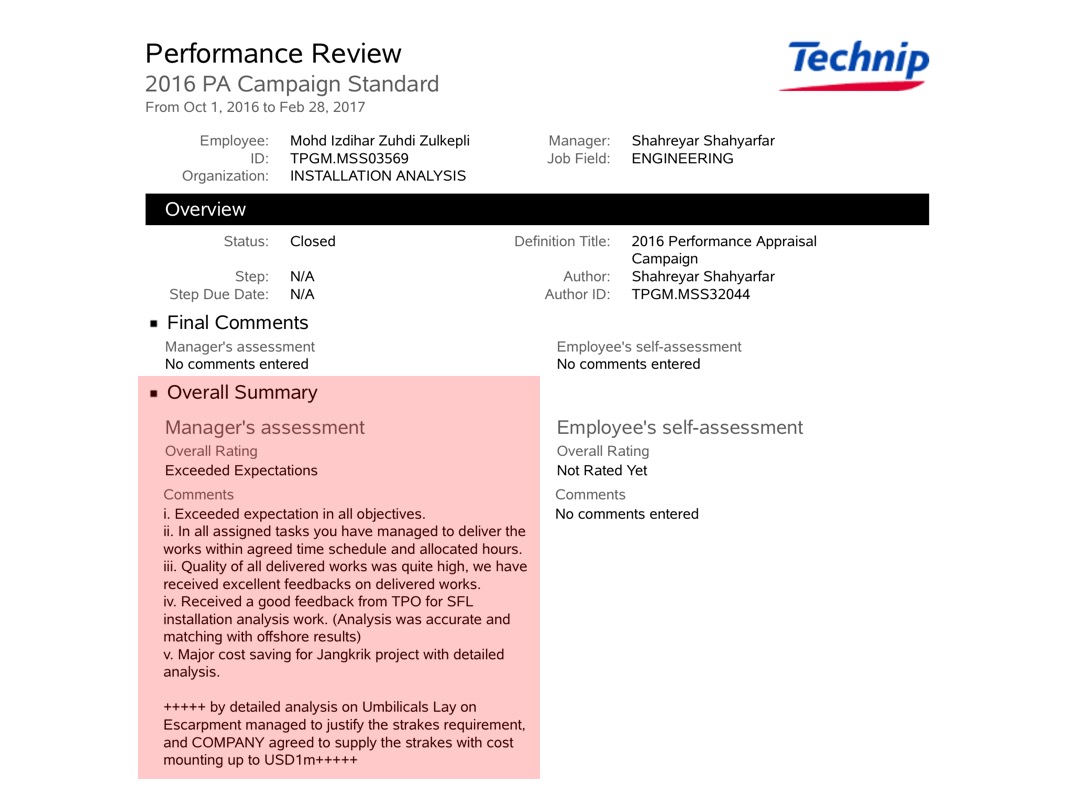 Performance Review
2016 PA Campaign Standard
From Oct 1, 2016 to Feb 28, 2017
Technip
Employee: Mohd Izdihar Zuhdi Zulkepli Manager: Shahreyar Shahyarfar
ID: TPGM.MSS03569 Job Field: ENGINEERING
Organization: INSTALLATION ANALYSIS
Overview
Status: Closed Definition Title: 2016 Performance Appraisal
Campaign
Step: N/A Author: Shahreyar Shahyarfar
Step Due Date: N/A Author ID: TPGM.MSS32044
Final Comments
Manager's assessment Employee's self-assessment
No comments entered No comments entered
Overall Summary
Manager's assessment
Overall Rating
Exceeded Expectations
Comments
i. Exceeded expectation in all objectives.
ii. In all assigned tasks you have managed to deliver the
works within agreed time schedule and allocated hours.
iii. Quality of all delivered works was quite high, we have
received excellent feedbacks on delivered works.
iv. Received a good feedback from TPO for SFL
installation analysis work. (Analysis was accurate and
matching with offshore results)
v. Major cost saving for Jangkrik project with detailed
analysis.
+++++ by detailed analysis on Umbilicals Lay on
Escarpment managed to justify the strakes requirement,
and COMPANY agreed to supply the strakes with cost
mounting up to USD1m+++++
Employee's self-assessment
Overall Rating
Not Rated Yet
Comments
No comments entered